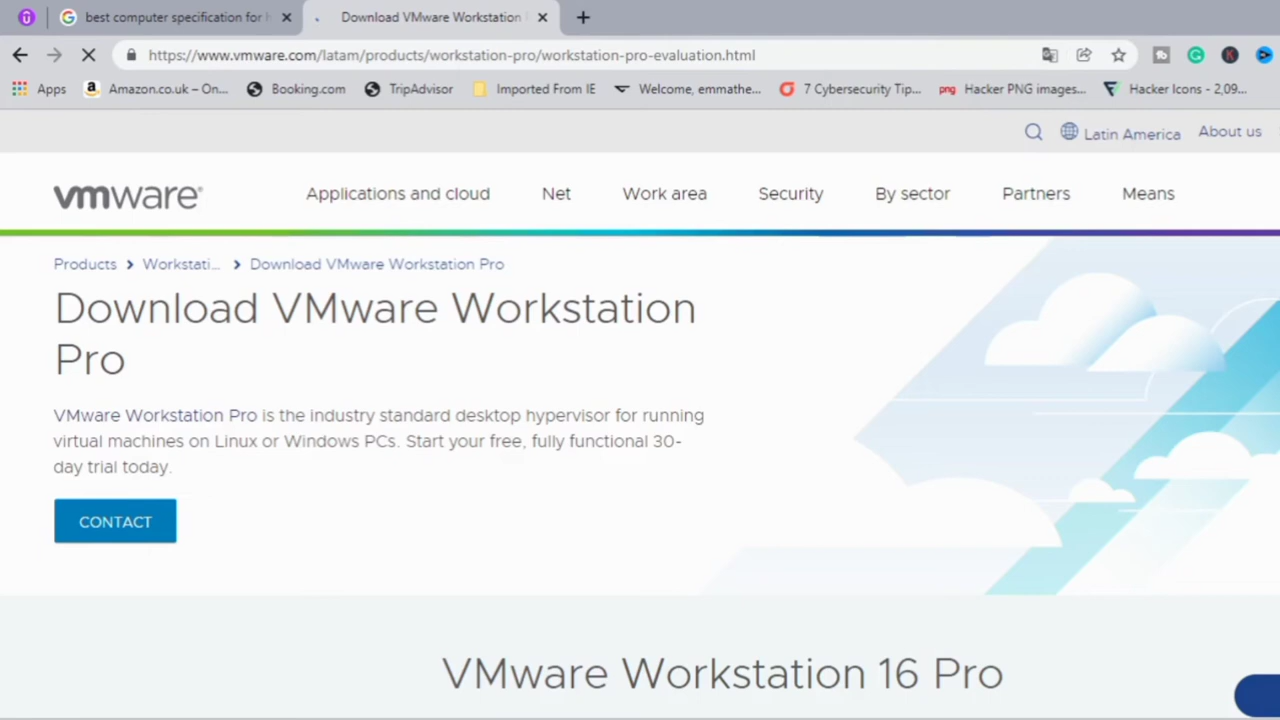 best computer specification for h
Download VMware Workstation
https://www.vmware.com/latam/products/workstation-pro/workstation-pro-evaluation.html
Apps
Amazon.co.uk – On...
Booking.com
TripAdvisor
Imported From IE
Welcome, emmathe...
7 Cybersecurity Tip...
png
Hacker PNG images...
Hacker Icons - 2,09...
Latin America
About us
vmware®
Applications and cloud
Net
Work area
Security
By sector
Partners
Means
Products
Workstati...
Download VMware Workstation Pro
Download VMware Workstation
Pro
VMware Workstation Pro is the industry standard desktop hypervisor for running
virtual machines on Linux or Windows PCs. Start your free, fully functional 30-
day trial today.
CONTACT
VMware Workstation 16 Pro